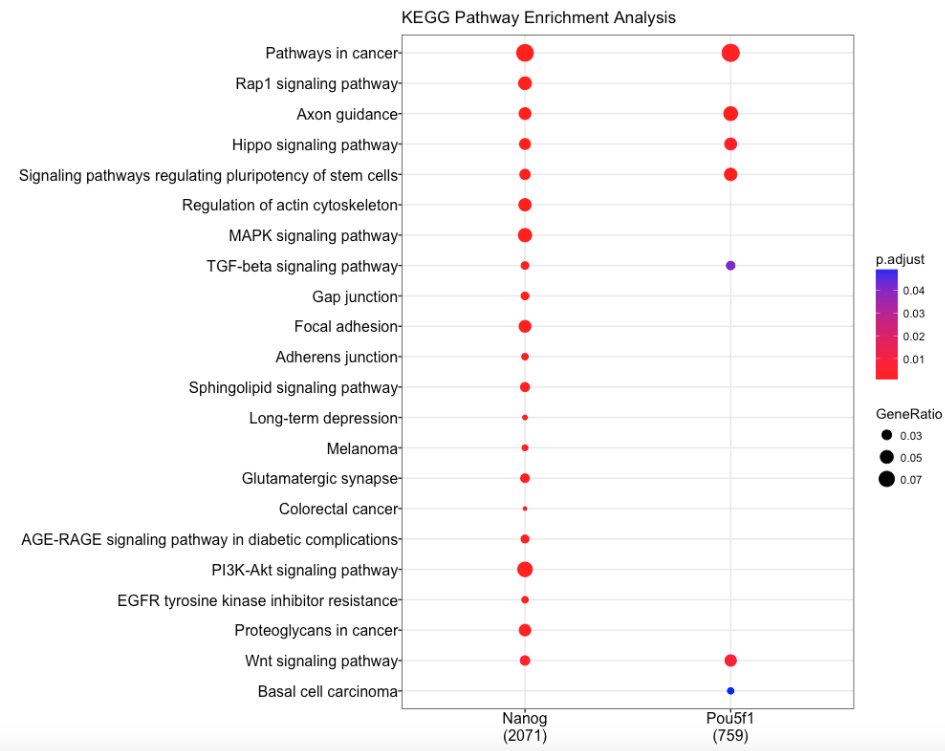 KEGG Pathway Enrichment Analysis
Pathways in cancer
Rap1 signaling pathway
Axon guidance
Hippo signaling pathway
Signaling pathways regulating pluripotency of stem cells
Regulation of actin cytoskeleton
MAPK signaling pathway
TGF-beta signaling pathway
Gap junction
Focal adhesion
Adherens junction
Sphingolipid signaling pathway
Long-term depression
Melanoma
Glutamatergic synapse
Colorectal cancer
AGE-RAGE signaling pathway in diabetic complications
PI3K-Akt signaling pathway
EGFR tyrosine kinase inhibitor resistance
Proteoglycans in cancer
Wnt signaling pathway
Basal cell carcinoma
Nanog
(2071)
Pou5f1
(759)
p.adjust
0.04
0.03
0.02
0.01
GeneRatio
0.03
0.05
0.07